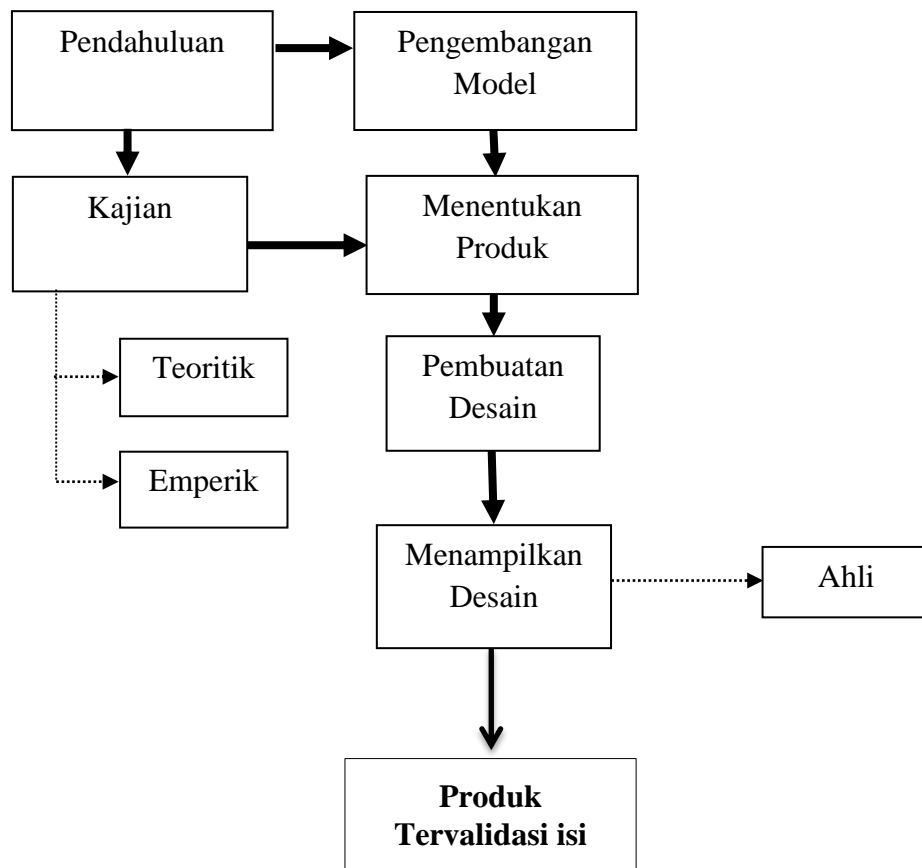 Pendahuluan
Pengembangan
Model
Kajian
Menentukan
Produk
Teoritik
Pembuatan
Desain
Emperik
Menampilkan
Desain
Ahli
Produk
Tervalidasi isi